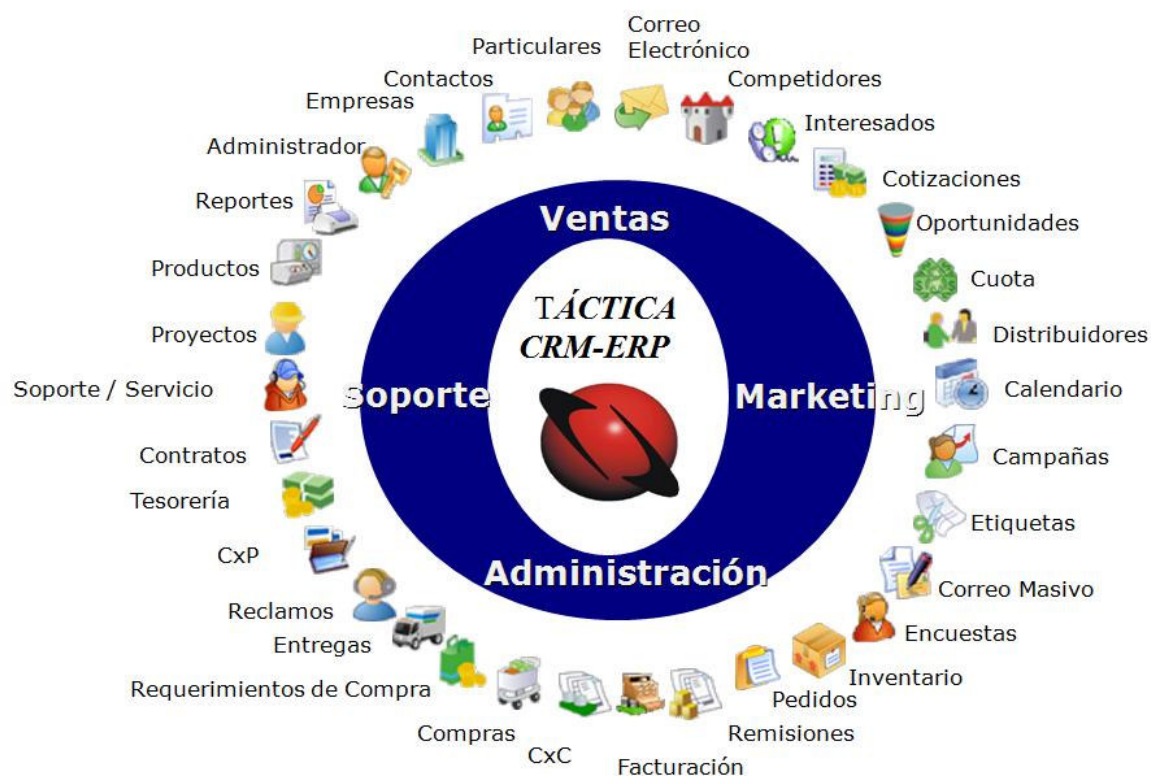 Correo
Electrónico
Particulares
Contactos
Competidores
Empresas
Interesados
Administrador
Cotizaciones
Reportes
Ventas
Oportunidades
Productos
Cuota
TÁCTICA
CRM-ERP
Proyectos
Distribuidores
Soporte / Servicio
Soporte
Marketing
Calendario
Contratos
Campañas
Tesorería
Etiquetas
CxP
Administración
Correo Masivo
Reclamos
Encuestas
Entregas
Inventario
Requerimientos de Compra
Pedidos
Compras
Remisiones
CxC
Facturación